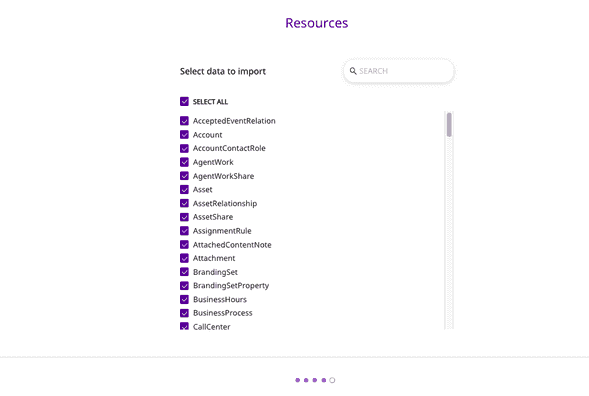 Resources
Select data to import
SEARCH
SELECT ALL
AcceptedEventRelation
Account
AccountContactRole
AgentWork
AgentWorkShare
Asset
AssetRelationship
AssetShare
AssignmentRule
AttachedContentNote
Attachment
BrandingSet
BrandingSetProperty
BusinessHours
BusinessProcess
CallCenter